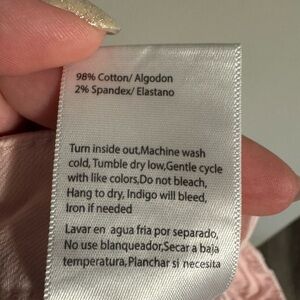 98% Cotton/ Algodon
2% Spandex/ Elastano
Turn inside out,Machine wash
cold, Tumble dry low,Gentle cycle
with like colors,Do not bleach,
Hang to dry, Indigo will bleed,
Iron if needed
Lavar en agua fria por separado,
No use blanqueador,Secar a baja
temperatura,Planchar si necesita